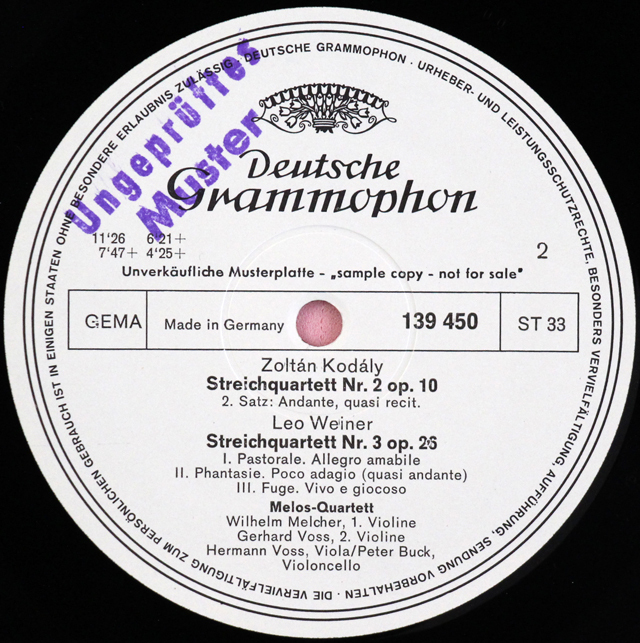 DEUTSCHE GRAMMOPHON · URHEBER- UND LEISTUNGSSCHUTZRECHTE, BESONDERS VERVIELFÄLTIGUNG, AUFFÜHRUNG, SENDUNG VORBEHALTEN · DIE VERVIELFÄLTIGUNG ZUM PERSÖNLICHEN GEBRAUCH IST IN EINIGEN STAATEN OHNE BESONDERE ERLAUBNIS ZULÄSSIG ·
Ungeprüftes
Muster
Deutsche
Grammophon
11'26 6'21+
7'47+ 4'25+
2
Unverkäufliche Musterplatte - „sample copy - not for sale"
GEMA Made in Germany 139 450 ST 33
Zoltán Kodály
Streichquartett Nr. 2 op. 10
2. Satz: Andante, quasi recit.
Leo Weiner
Streichquartett Nr. 3 op. 26
I. Pastorale. Allegro amabile
II. Phantasie. Poco adagio (quasi andante)
III. Fuge. Vivo e giocoso
Melos-Quartett
Wilhelm Melcher, 1. Violine
Gerhard Voss, 2. Violine
Hermann Voss, Viola/Peter Buck,
Violoncello